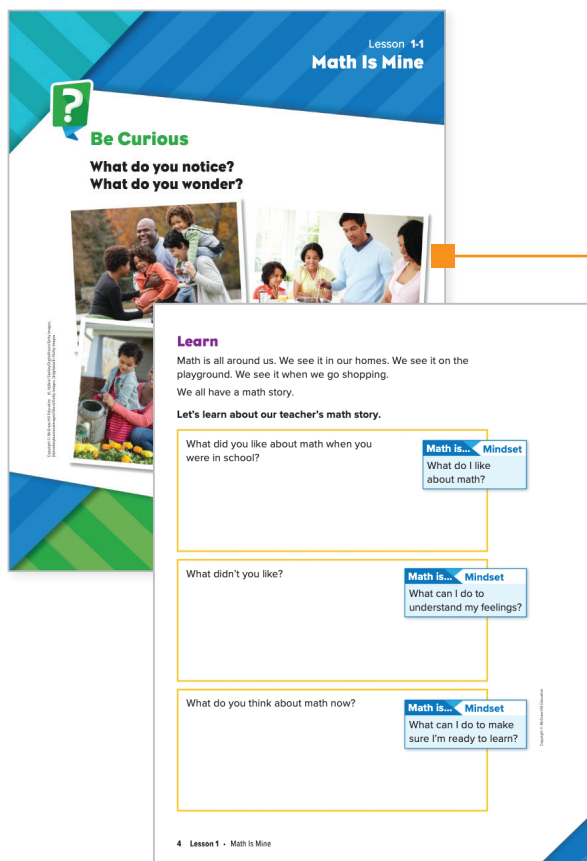 Lesson 1-1
Math Is Mine
?
Be Curious
What do you notice?
What do you wonder?
Learn
Math is all around us. We see it in our homes. We see it on the
playground. We see it when we go shopping.
We all have a math story.
Let's learn about our teacher's math story.
What did you like about math when you
were in school?
Math is... Mindset
What do I like
about math?
What didn't you like?
Math is... Mindset
What can I do to
understand my feelings?
What do you think about math now?
Math is... Mindset
What can I do to make
sure I'm ready to learn?
Copyright © McGraw-Hill Education
4 Lesson 1 • Math Is Mine